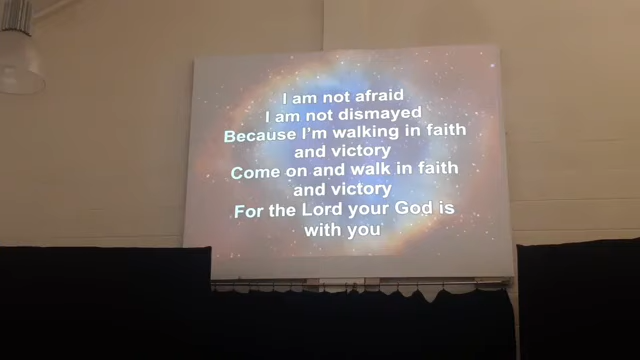 I am not afraid
I am not dismayed
Because I'm walking in faith
and victory
Come on and walk in faith
and victory
For the Lord your God is
with you